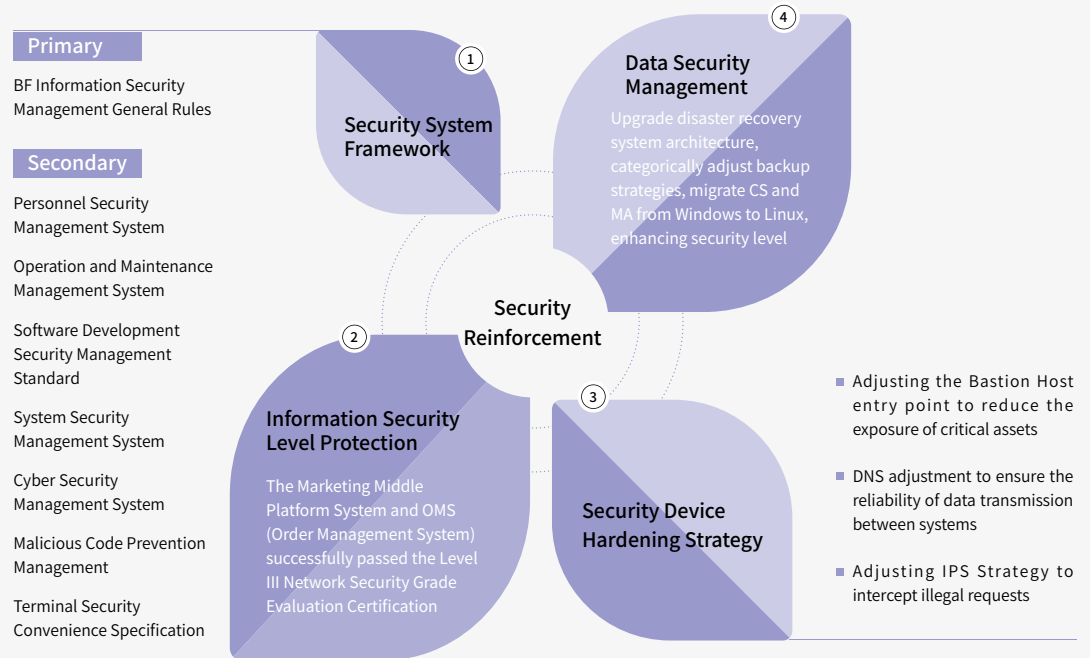 Primary
BF Information Security
Management General Rules
Secondary
Personnel Security
Management System
Operation and Maintenance
Management System
Software Development
Security Management
Standard
System Security
Management System
Cyber Security
Management System
Malicious Code Prevention
Management
Terminal Security
Convenience Specification
1
Security System
Framework
4
Data Security
Management
Upgrade disaster recovery
system architecture,
categorically adjust backup
strategies, migrate CS and
MA from Windows to Linux,
enhancing security level
Security
Reinforcement
2
Information Security
Level Protection
The Marketing Middle
Platform System and OMS
(Order Management System)
successfully passed the Level
III Network Security Grade
Evaluation Certification
3
Security Device
Hardening Strategy
Adjusting the Bastion Host
entry point to reduce the
exposure of critical assets
DNS adjustment to ensure the
reliability of data transmission
between systems
Adjusting IPS Strategy to
intercept illegal requests